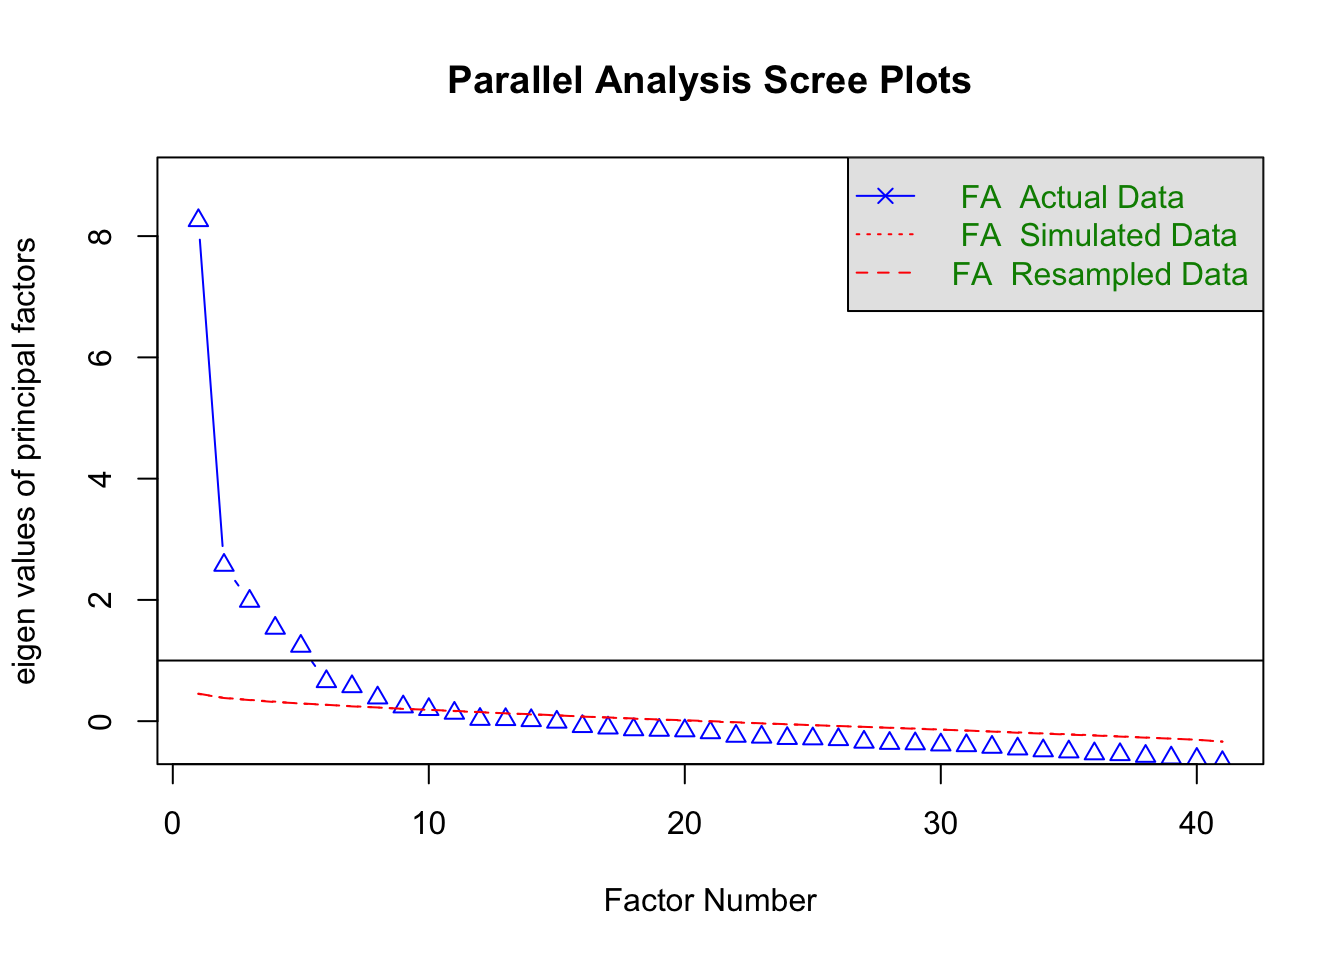 Parallel Analysis Scree Plots
FA Actual Data
FA Simulated Data
FA Resampled Data
eigen values of principal factors
8
6
4
2
0
0 10 20 30 40
Factor Number